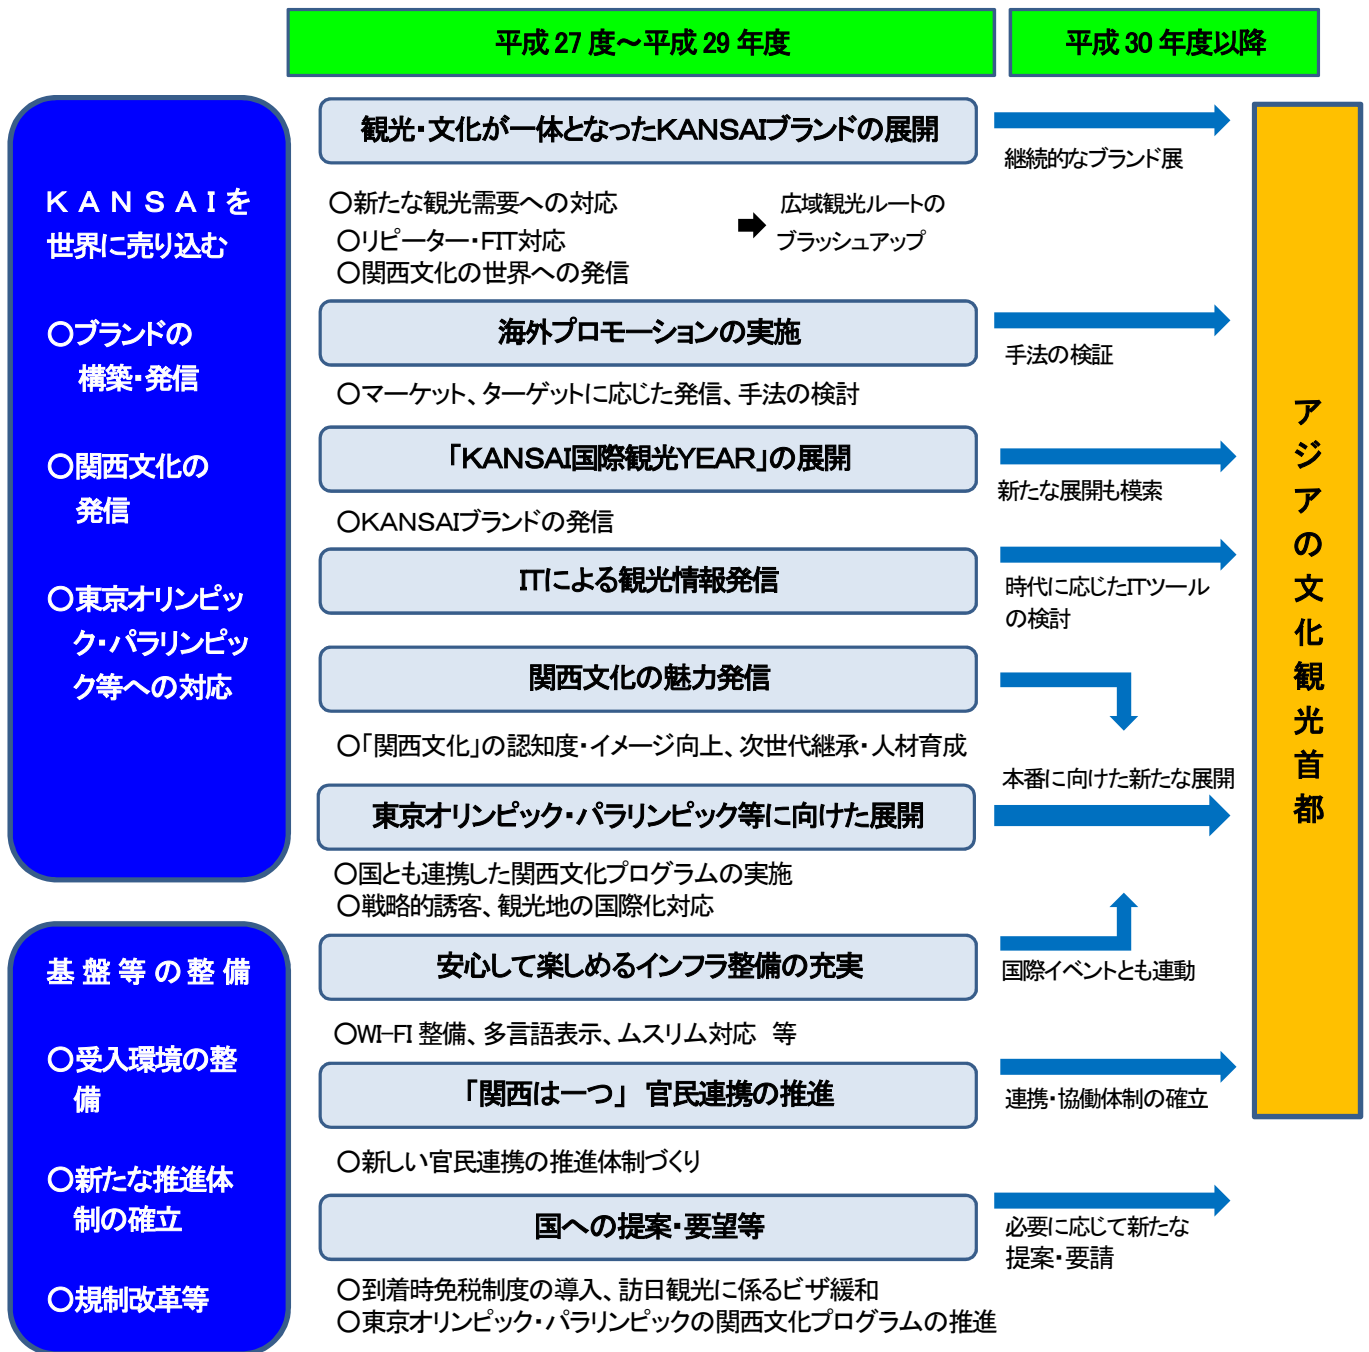 平成 27 度～平成 29 年度
平成 30 年度以降
ＫＡＮＳＡＩを
世界に売り込む
○ブランドの
構築・発信
○関西文化の
発信
○東京オリンピッ
ク・パラリンピッ
ク等への対応
基盤等の整備
○受入環境の整
備
○新たな推進体
制の確立
○規制改革等
観光・文化が一体となったＫＡＮＳＡＩブランドの展開
○新たな観光需要への対応
○リピーター・FIT対応
○関西文化の世界への発信
広域観光ルートの
ブラッシュアップ
海外プロモーションの実施
○マーケット、ターゲットに応じた発信、手法の検討
「ＫＡＮＳＡＩ国際観光ＹＥＡＲ」の展開
○ＫＡＮＳＡＩブランドの発信
ITによる観光情報発信
関西文化の魅力発信
○「関西文化」の認知度・イメージ向上、次世代継承・人材育成
東京オリンピック・パラリンピック等に向けた展開
○国とも連携した関西文化プログラムの実施
○戦略的誘客、観光地の国際化対応
安心して楽しめるインフラ整備の充実
○WI-FI 整備、多言語表示、ムスリム対応　等
「関西は一つ」　官民連携の推進
○新しい官民連携の推進体制づくり
国への提案・要望等
○到着時免税制度の導入、訪日観光に係るビザ緩和
○東京オリンピック・パラリンピックの関西文化プログラムの推進
継続的なブランド展
手法の検証
新たな展開も模索
時代に応じたITツール
の検討
本番に向けた新たな展開
国際イベントとも連動
連携・協働体制の確立
必要に応じて新たな
提案・要請
アジアの文化観光首都